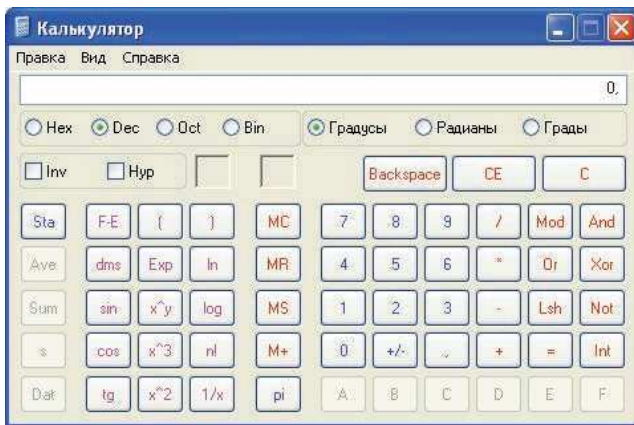 Калькулятор
Правка Вид Справка
0,
Hex Dec Oct Bin Градусы Радианы Грады
Inv Hyp Backspace CE C
Sta F-E ( ) MC 7 8 9 / Mod And
Ave dms Exp ln MR 4 5 6 * Or Xor
Sum sin x^y log MS 1 2 3 - Lsh Not
s cos x^3 n! M+ 0 +/- , + = Int
Dat tg x^2 1/x pi A B C D E F